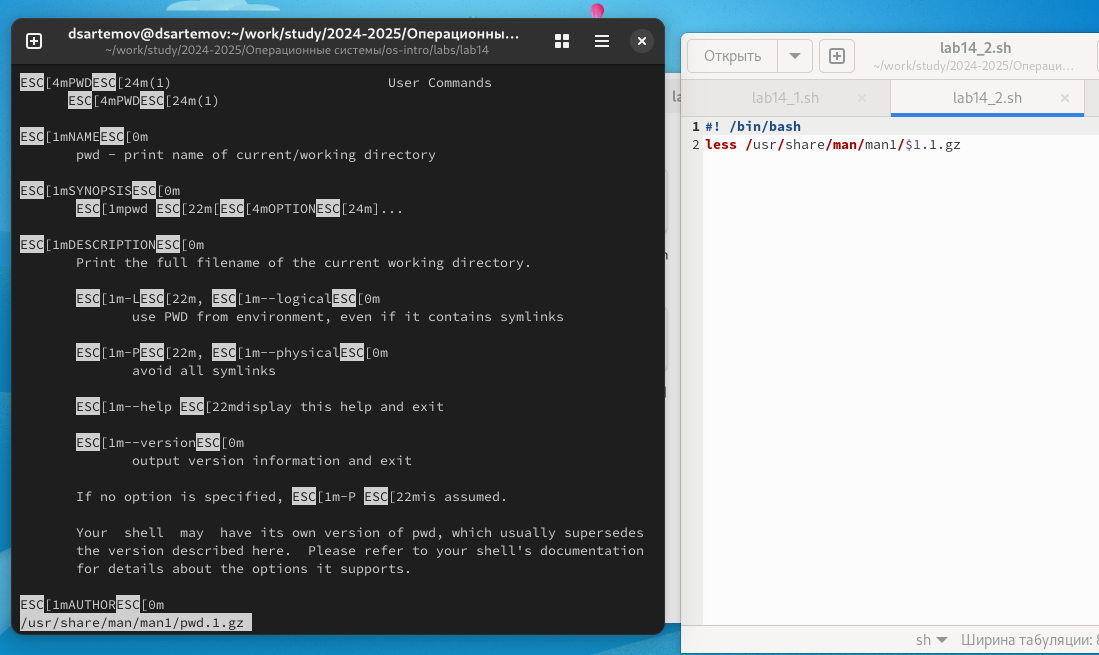 dsartemov@dsartemov:~/work/study/2024-2025/Операционны…
~/work/study/2024-2025/Операционные системы/os-intro/labs/lab14
ESC[4mPWDESC[24m(1) User Commands
ESC[4mPWDESC[24m(1)
ESC[1mNAMEESC[0m
pwd - print name of current/working directory
ESC[1mSYNOPSISESC[0m
ESC[1mpwd ESC[22m[ESC[4mOPTIONESC[24m]...
ESC[1mDESCRIPTIONESC[0m
Print the full filename of the current working directory.
ESC[1m-LESC[22m, ESC[1m--logicalESC[0m
use PWD from environment, even if it contains symlinks
ESC[1m-PESC[22m, ESC[1m--physicalESC[0m
avoid all symlinks
ESC[1m--help ESC[22mdisplay this help and exit
ESC[1m--versionESC[0m
output version information and exit
If no option is specified, ESC[1m-P ESC[22mis assumed.
Your shell may have its own version of pwd, which usually supersedes
the version described here. Please refer to your shell's documentation
for details about the options it supports.
ESC[1mAUTHORESC[0m
/usr/share/man/man1/pwd.1.gz
Открыть
lab14_2.sh
~/work/study/2024-2025/Операци…
lab14_1.sh
lab14_2.sh
1 #! /bin/bash
2 less /usr/share/man/man1/$1.1.gz
sh
Ширина табуляции: 8